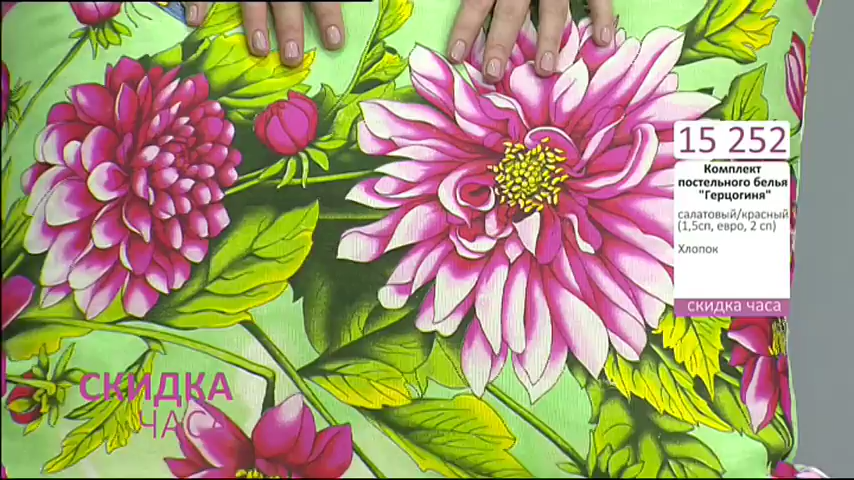 15 252
Комплект
постельного белья
"Герцогиня"
салатовый/красный
(1,5сп, евро, 2 сп)
Хлопок
скидка часа
СКИДКА
ЧАСА